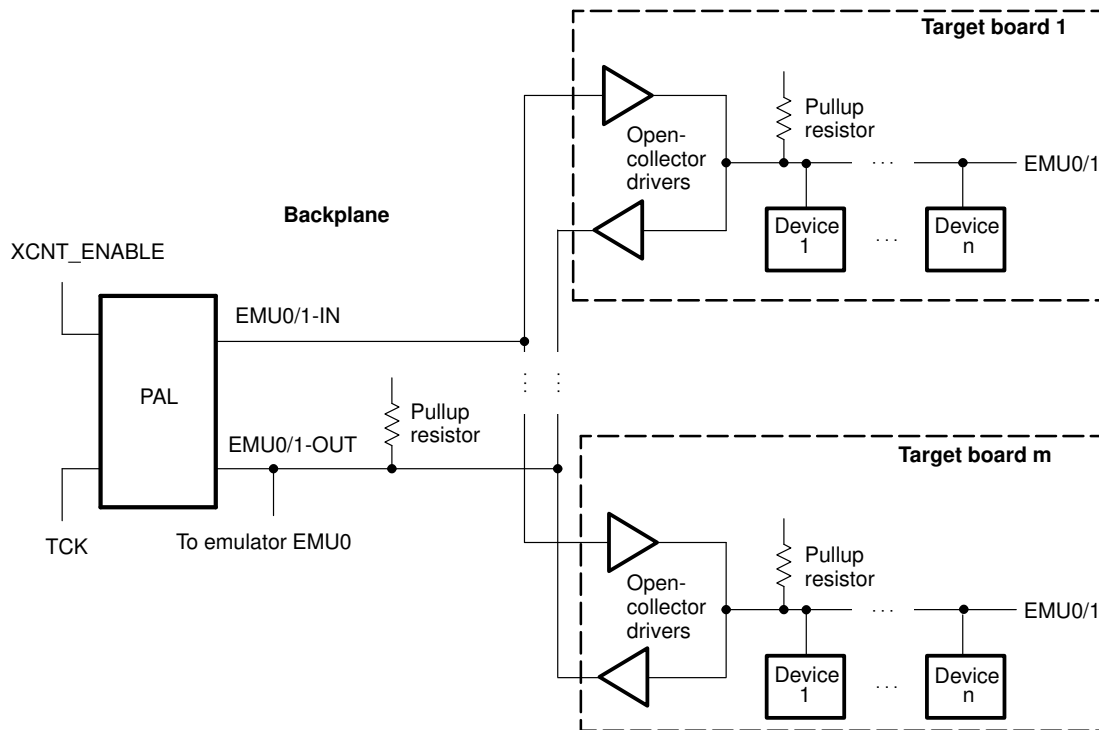 Target board 1
Pullup
resistor
Open-
collector
drivers
EMU0/1
. . .
Device
1
. . .
Device
n
Backplane
XCNT_ENABLE
EMU0/1-IN
PAL
. . .
. . .
Pullup
resistor
EMU0/1-OUT
TCK
To emulator EMU0
Target board m
Pullup
resistor
Open-
collector
drivers
EMU0/1
. . .
Device
1
. . .
Device
n